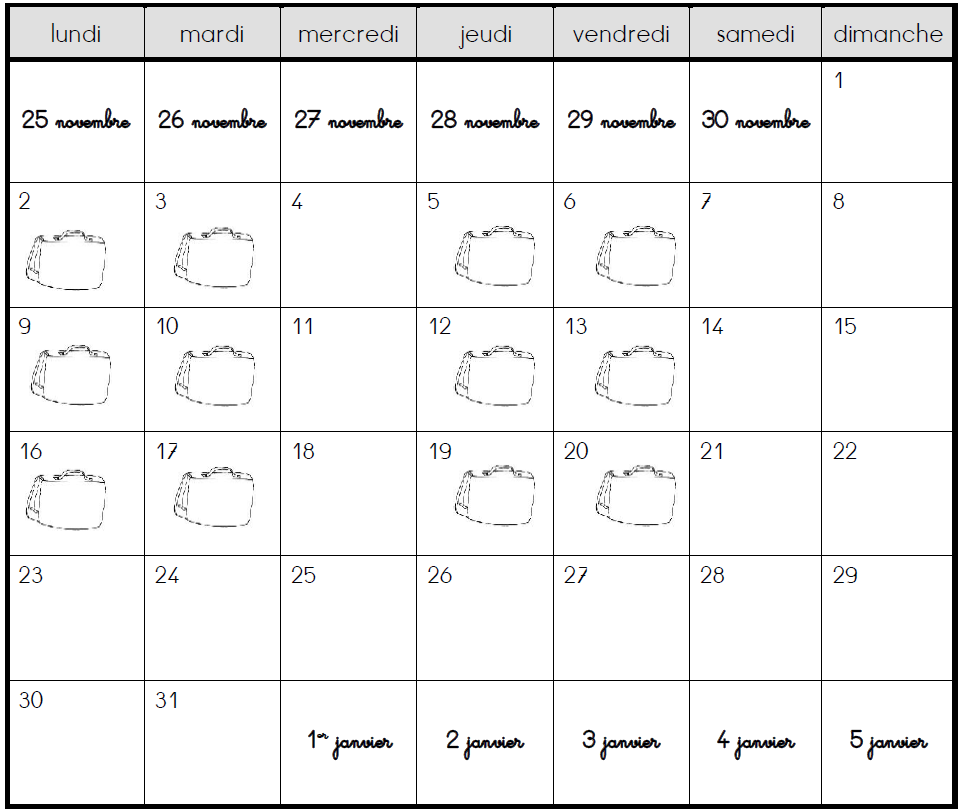 lundi mardi mercredi jeudi vendredi samedi dimanche
25 novembre 26 novembre 27 novembre 28 novembre 29 novembre 30 novembre 1
2 3 4 5 6 7 8
9 10 11 12 13 14 15
16 17 18 19 20 21 22
23 24 25 26 27 28 29
30 31 1er janvier 2 janvier 3 janvier 4 janvier 5 janvier